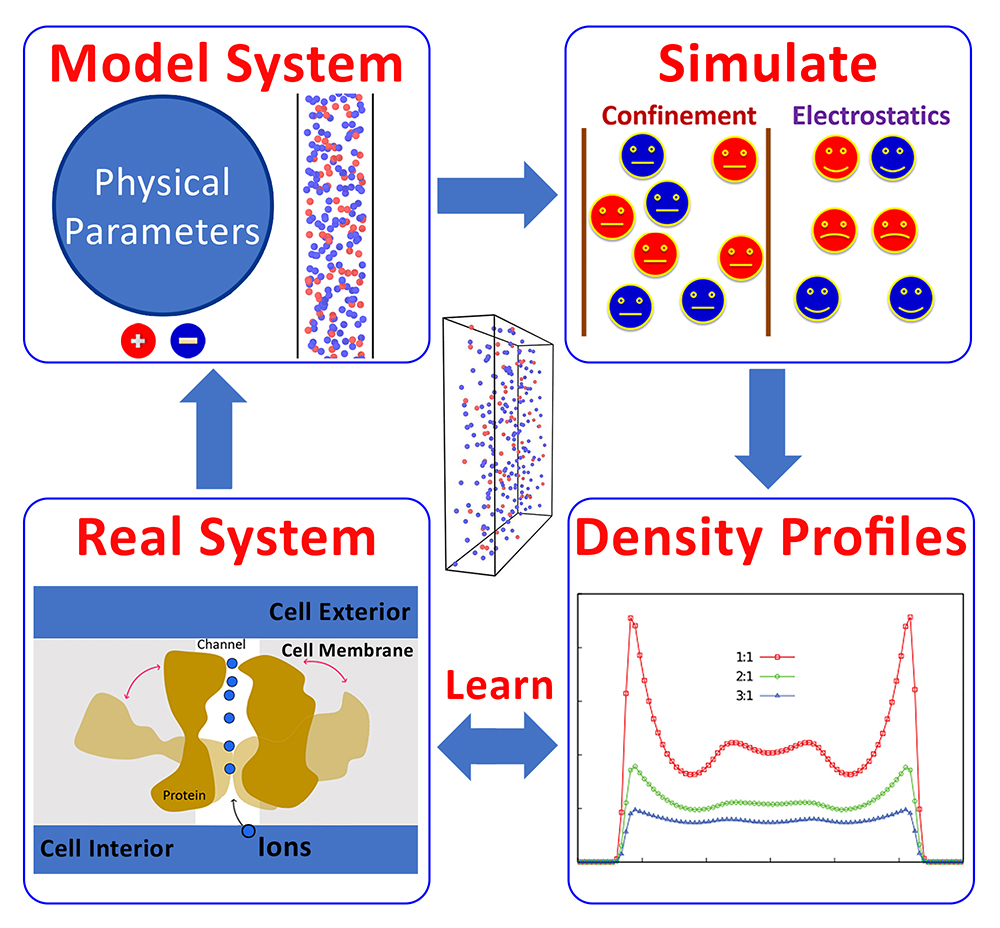 Model System
Physical
Parameters
+
−
Simulate
Confinement
Electrostatics
Real System
Cell Exterior
Channel
Cell Membrane
Protein
Cell Interior
Ions
Learn
Density Profiles
1:1
2:1
3:1